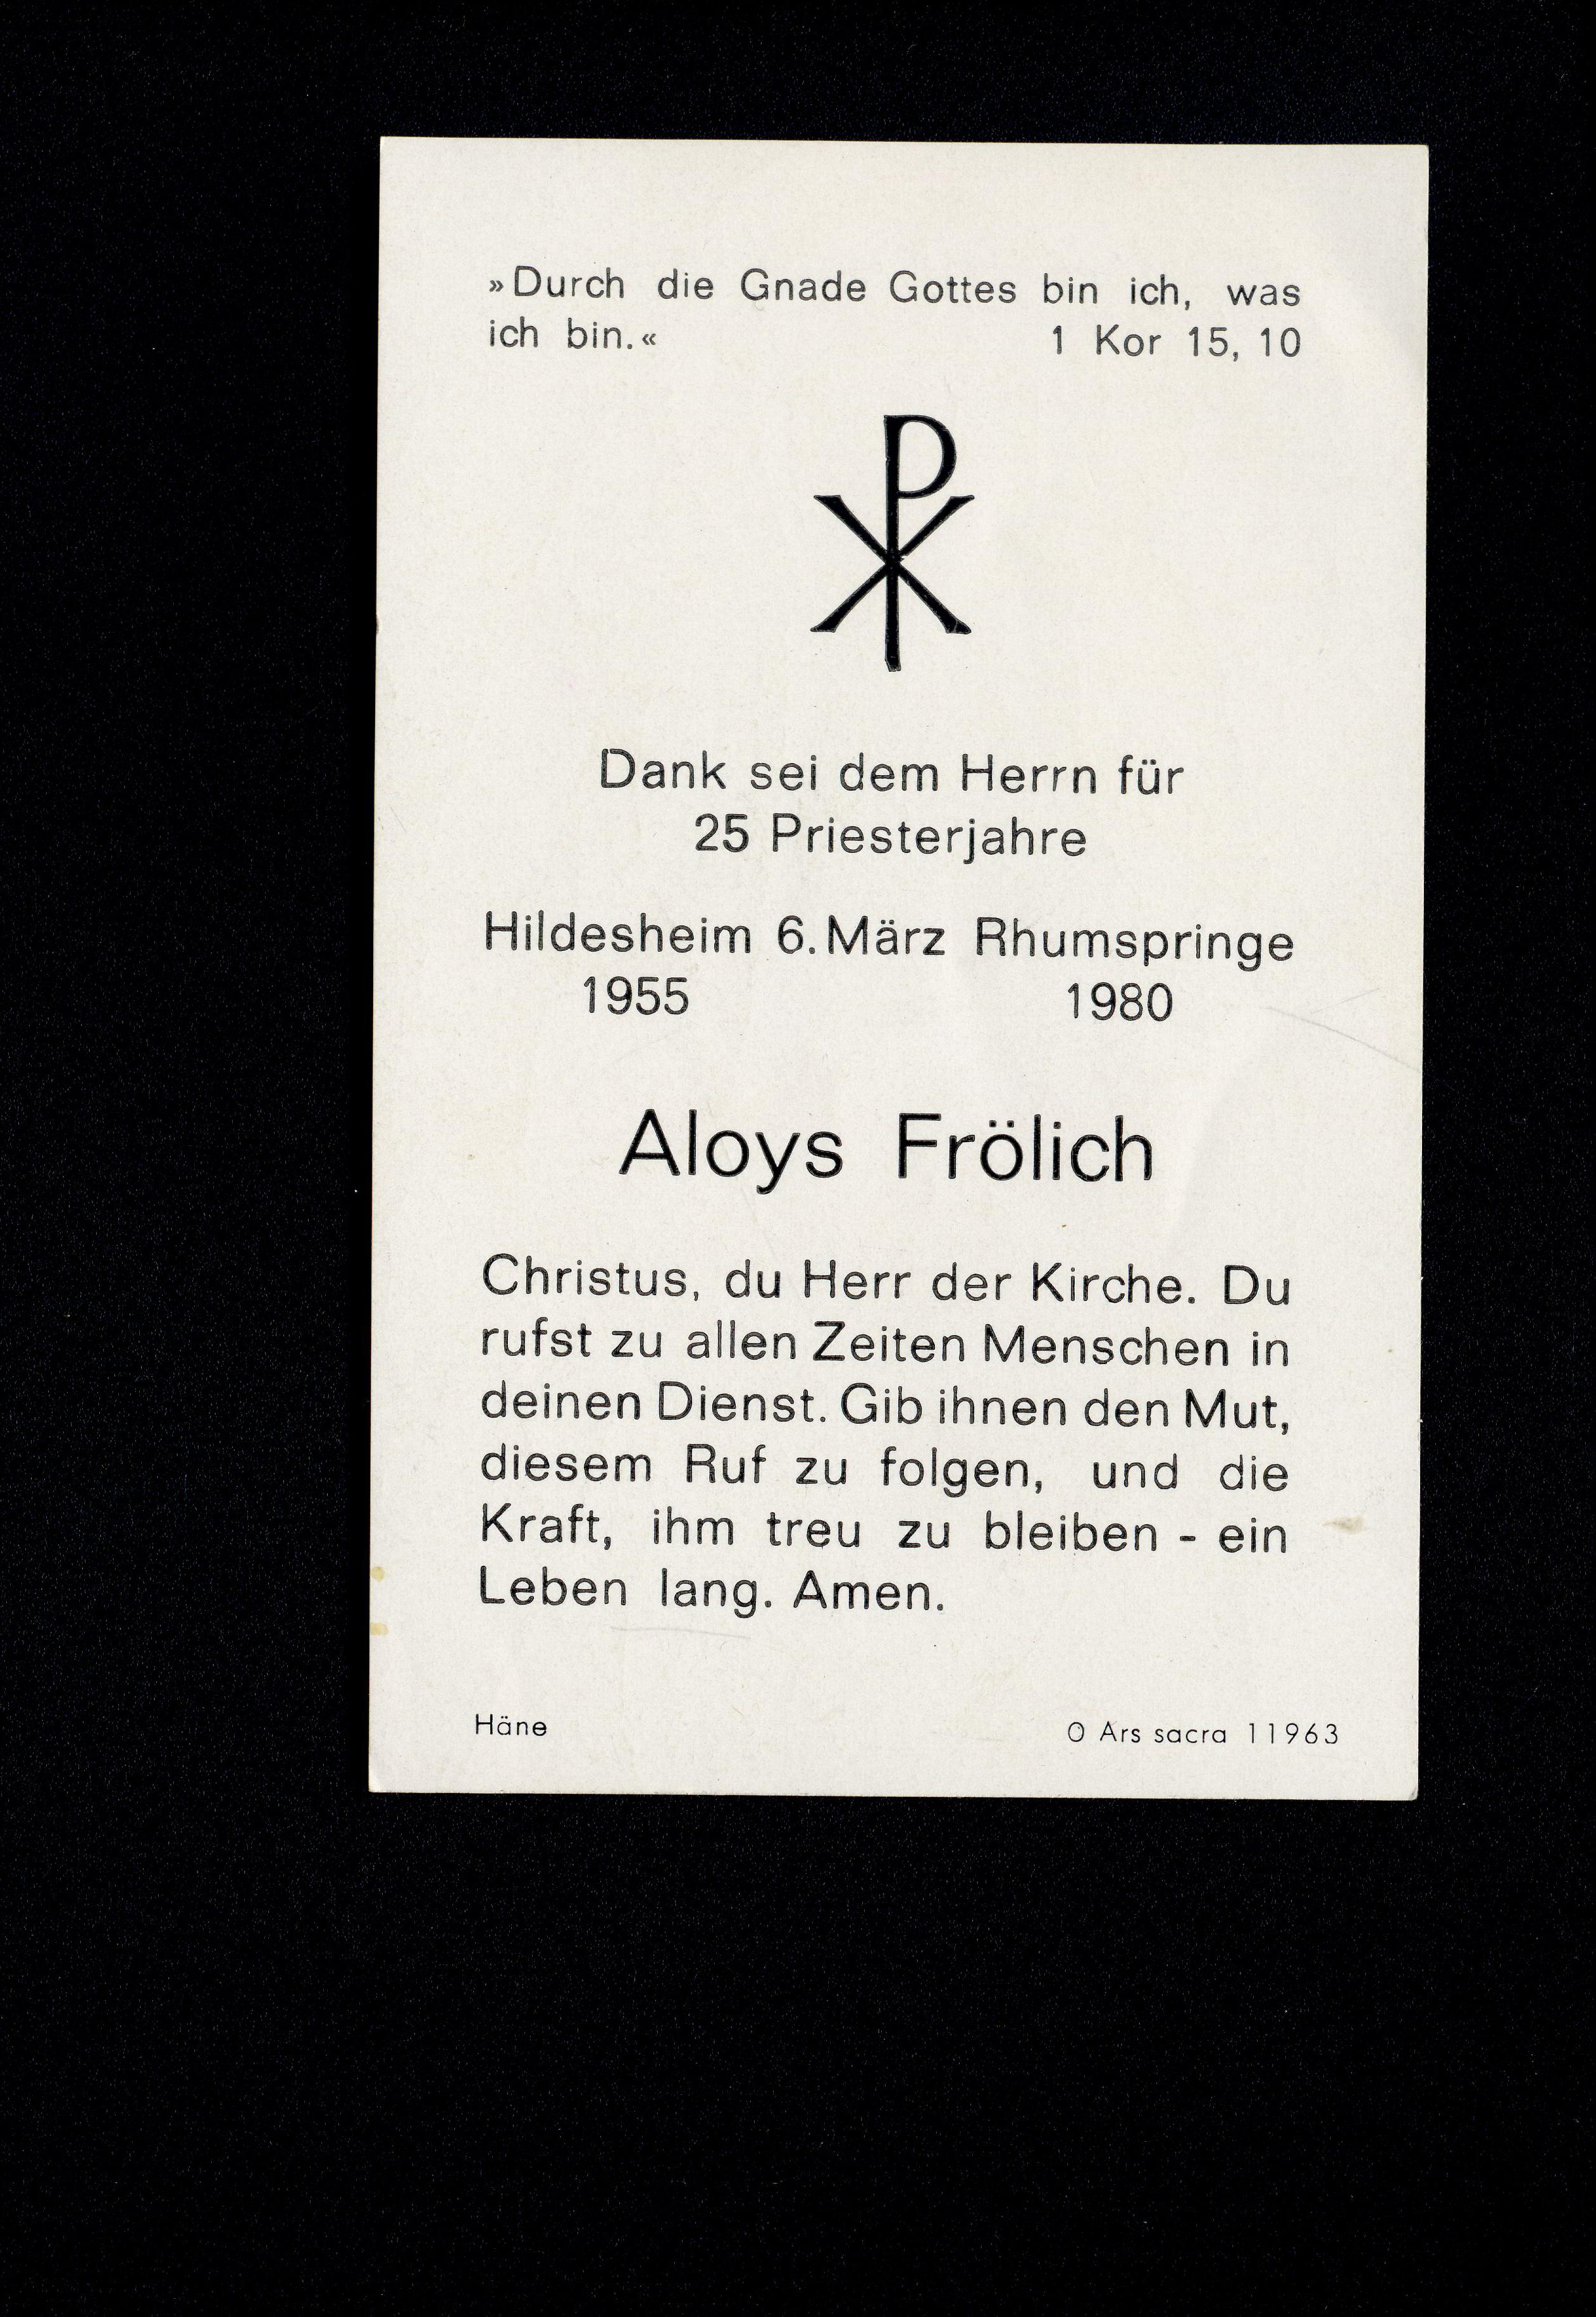 »Durch die Gnade Gottes bin ich, was
ich bin.« 1 Kor 15, 10
Dank sei dem Herrn für
25 Priesterjahre
Hildesheim 6. März Rhumspringe
1955 1980
Aloys Frölich
Christus, du Herr der Kirche. Du
rufst zu allen Zeiten Menschen in
deinen Dienst. Gib ihnen den Mut,
diesem Ruf zu folgen, und die
Kraft, ihm treu zu bleiben - ein
Leben lang. Amen.
Häne O Ars sacra 11963